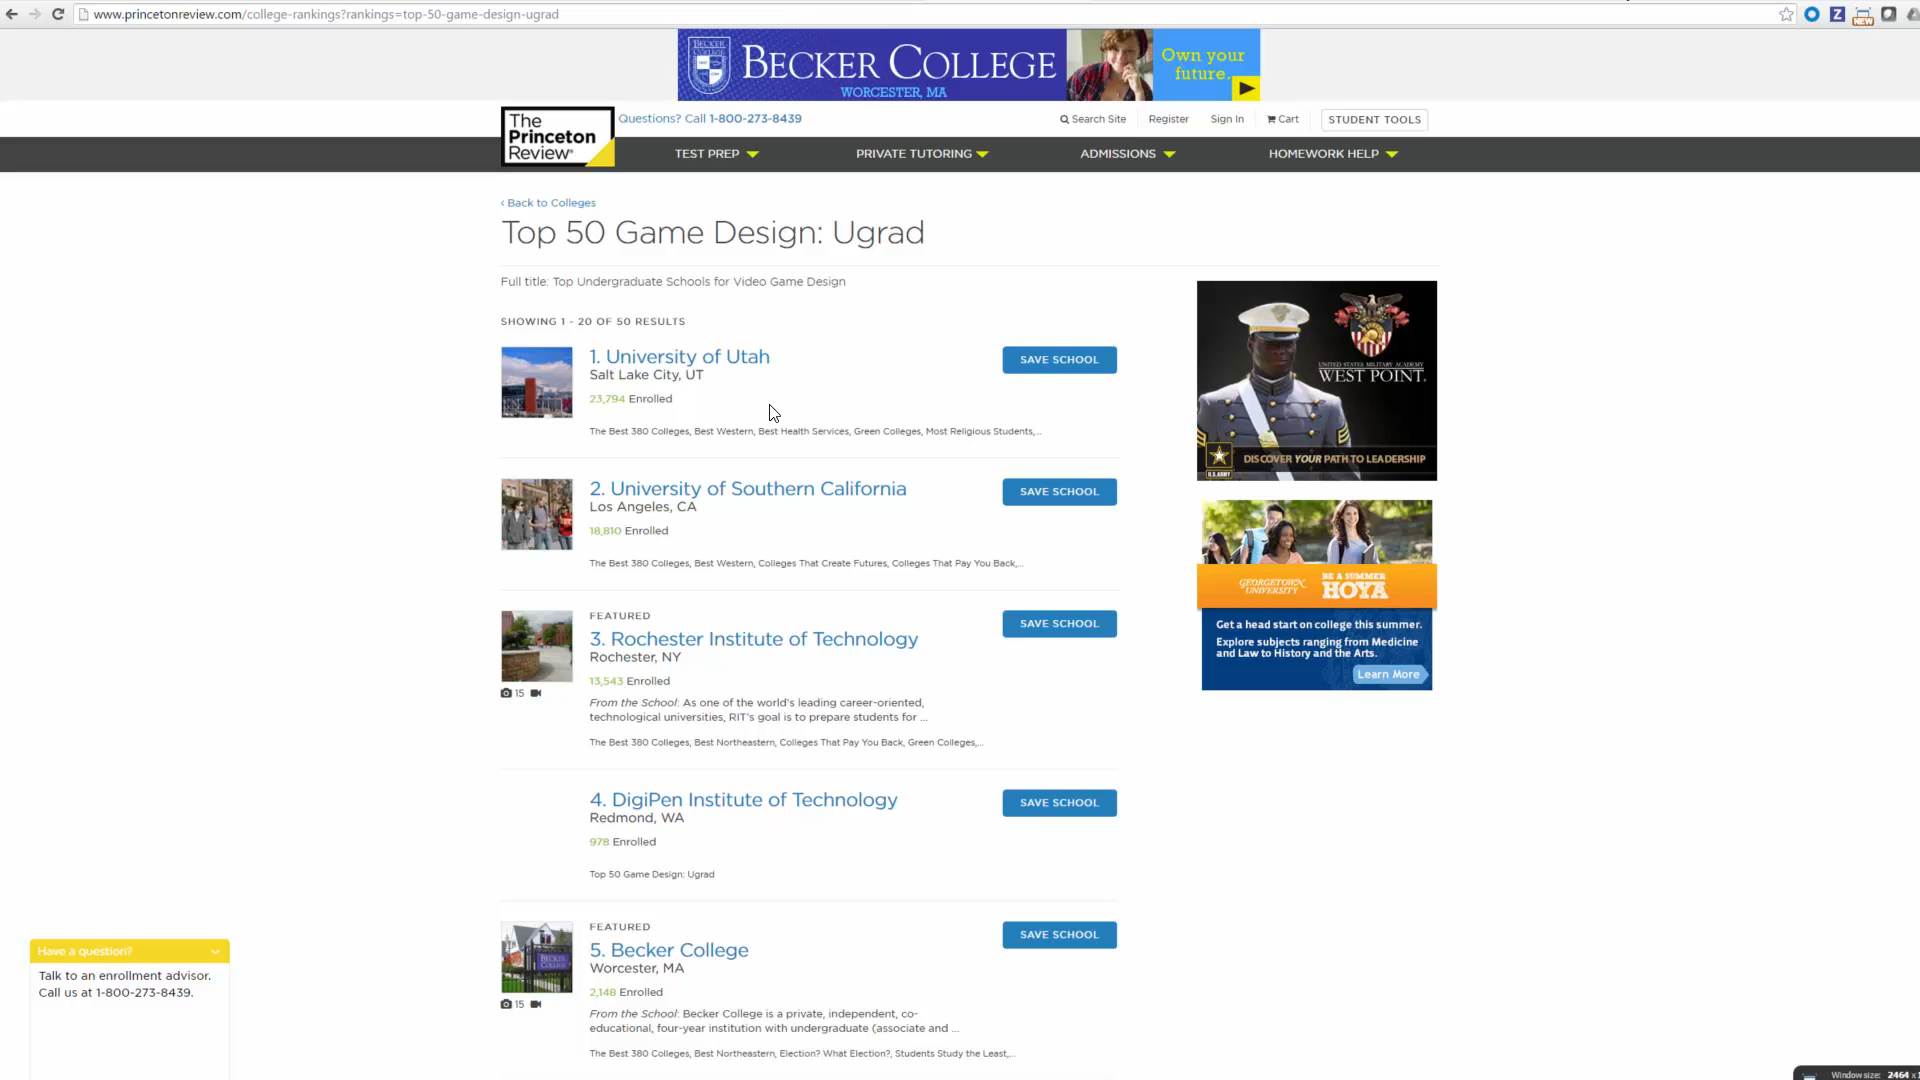 www.princetonreview.com/college-rankings?rankings=top-50-game-design-ugrad
BECKER COLLEGE
BECKER COLLEGE
WORCESTER, MA
Own your
future.
The
Princeton
Review®
Questions? Call 1-800-273-8439
Search Site
Register
Sign In
Cart
STUDENT TOOLS
TEST PREP
PRIVATE TUTORING
ADMISSIONS
HOMEWORK HELP
‹ Back to Colleges
Top 50 Game Design: Ugrad
Full title: Top Undergraduate Schools for Video Game Design
SHOWING 1 - 20 OF 50 RESULTS
1. University of Utah
SAVE SCHOOL
Salt Lake City, UT
23,794 Enrolled
The Best 380 Colleges, Best Western, Best Health Services, Green Colleges, Most Religious Students,...
2. University of Southern California
SAVE SCHOOL
Los Angeles, CA
18,810 Enrolled
The Best 380 Colleges, Best Western, Colleges That Create Futures, Colleges That Pay You Back,...
FEATURED
3. Rochester Institute of Technology
SAVE SCHOOL
Rochester, NY
13,543 Enrolled
15
From the School: As one of the world's leading career-oriented,
technological universities, RIT's goal is to prepare students for ...
The Best 380 Colleges, Best Northeastern, Colleges That Pay You Back, Green Colleges,...
4. DigiPen Institute of Technology
SAVE SCHOOL
Redmond, WA
978 Enrolled
Top 50 Game Design: Ugrad
FEATURED
5. Becker College
SAVE SCHOOL
Worcester, MA
2,148 Enrolled
15
From the School: Becker College is a private, independent, co-
educational, four-year institution with undergraduate (associate and ...
The Best 380 Colleges, Best Northeastern, Election? What Election?, Students Study the Least,...
UNITED STATES MILITARY ACADEMY
WEST POINT.
U.S. ARMY
DISCOVER YOUR PATH TO LEADERSHIP
GEORGETOWN
UNIVERSITY
BE A SUMMER
HOYA
Get a head start on college this summer.
Explore subjects ranging from Medicine
and Law to History and the Arts.
Learn More
Have a question?
Talk to an enrollment advisor.
Call us at 1-800-273-8439.
Z
NEW
Window size: 2464 x